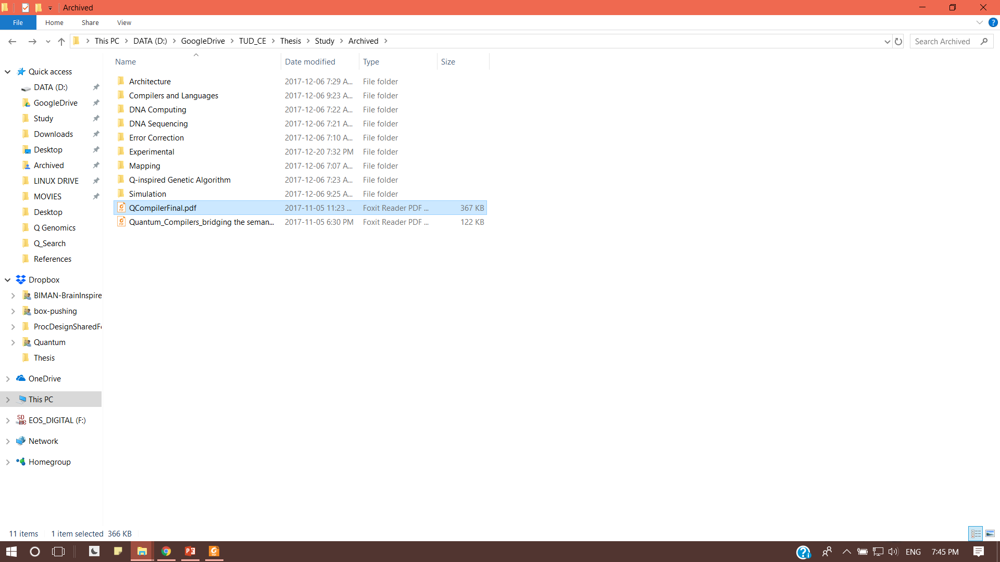 Archived
File Home Share View
This PC DATA (D:) GoogleDrive TUD_CE Thesis Study Archived
Search Archived
Name Date modified Type Size
Architecture 2017-12-06 7:29 A... File folder
Compilers and Languages 2017-12-06 9:23 A... File folder
DNA Computing 2017-12-06 7:22 A... File folder
DNA Sequencing 2017-12-06 7:21 A... File folder
Error Correction 2017-12-06 7:10 A... File folder
Experimental 2017-12-20 7:32 PM File folder
Mapping 2017-12-06 7:07 A... File folder
Q-inspired Genetic Algorithm 2017-12-06 7:23 A... File folder
Simulation 2017-12-06 9:25 A... File folder
QCompilerFinal.pdf 2017-11-05 11:23 ... Foxit Reader PDF ... 367 KB
Quantum_Compilers_bridging the seman... 2017-11-05 6:30 PM Foxit Reader PDF ... 122 KB
Quick access
DATA (D:)
GoogleDrive
Study
Downloads
Desktop
Archived
LINUX DRIVE
MOVIES
Desktop
Q Genomics
Q_Search
References
Dropbox
BIMAN-BrainInspire
box-pushing
ProcDesignSharedF
Quantum
Thesis
OneDrive
This PC
EOS_DIGITAL (F:)
Network
Homegroup
11 items 1 item selected 366 KB
ENG 7:45 PM